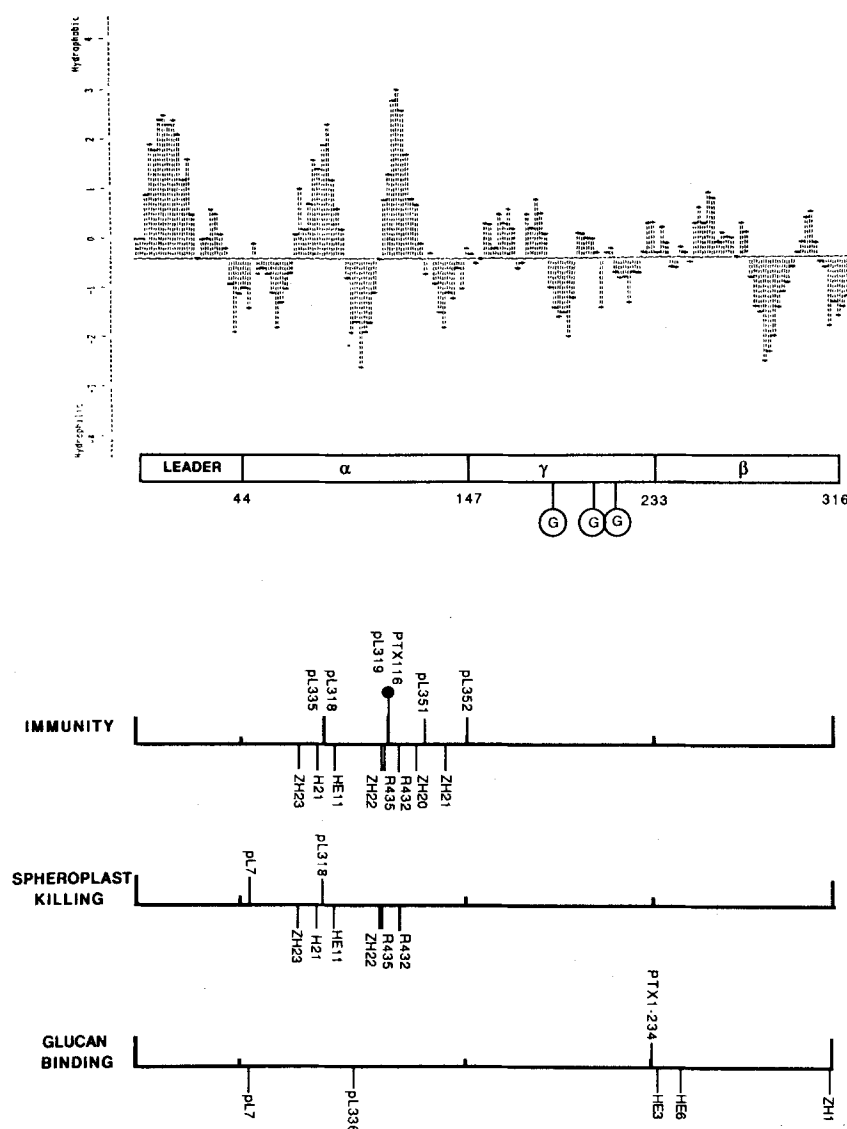 Hydrophobic
4
3
2
1
0
-1
-2
-3
-4
Hydrophilic
LEADER α γ β
44 147 233 316
G G G
IMMUNITY
pL335 pL318 pL319 PTX116 pL351 pL352
ZH23 H21 HE11 ZH22 R435 R432 ZH20 ZH21
SPHEROPLAST
KILLING
pL7 pL318
ZH23 H21 HE11 ZH22 R435 R432
GLUCAN
BINDING
PTX1-234
pL7 pL336 HE3 HE6 ZH1